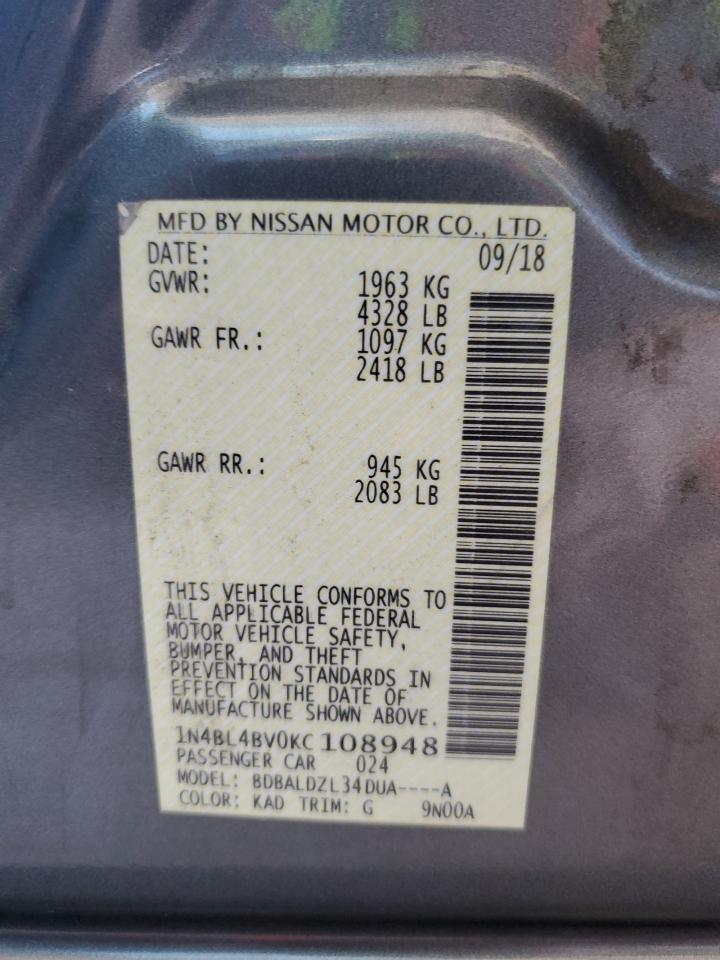 MFD BY NISSAN MOTOR CO., LTD.
DATE: 09/18
GVWR: 1963 KG
4328 LB
GAWR FR.: 1097 KG
2418 LB
GAWR RR.: 945 KG
2083 LB
THIS VEHICLE CONFORMS TO
ALL APPLICABLE FEDERAL
MOTOR VEHICLE SAFETY,
BUMPER, AND THEFT
PREVENTION STANDARDS IN
EFFECT ON THE DATE OF
MANUFACTURE SHOWN ABOVE.
1N4BL4BV0KC 108948
PASSENGER CAR 024
MODEL: BDBALDZL34DUA----A
COLOR: KAD TRIM: G 9N00A